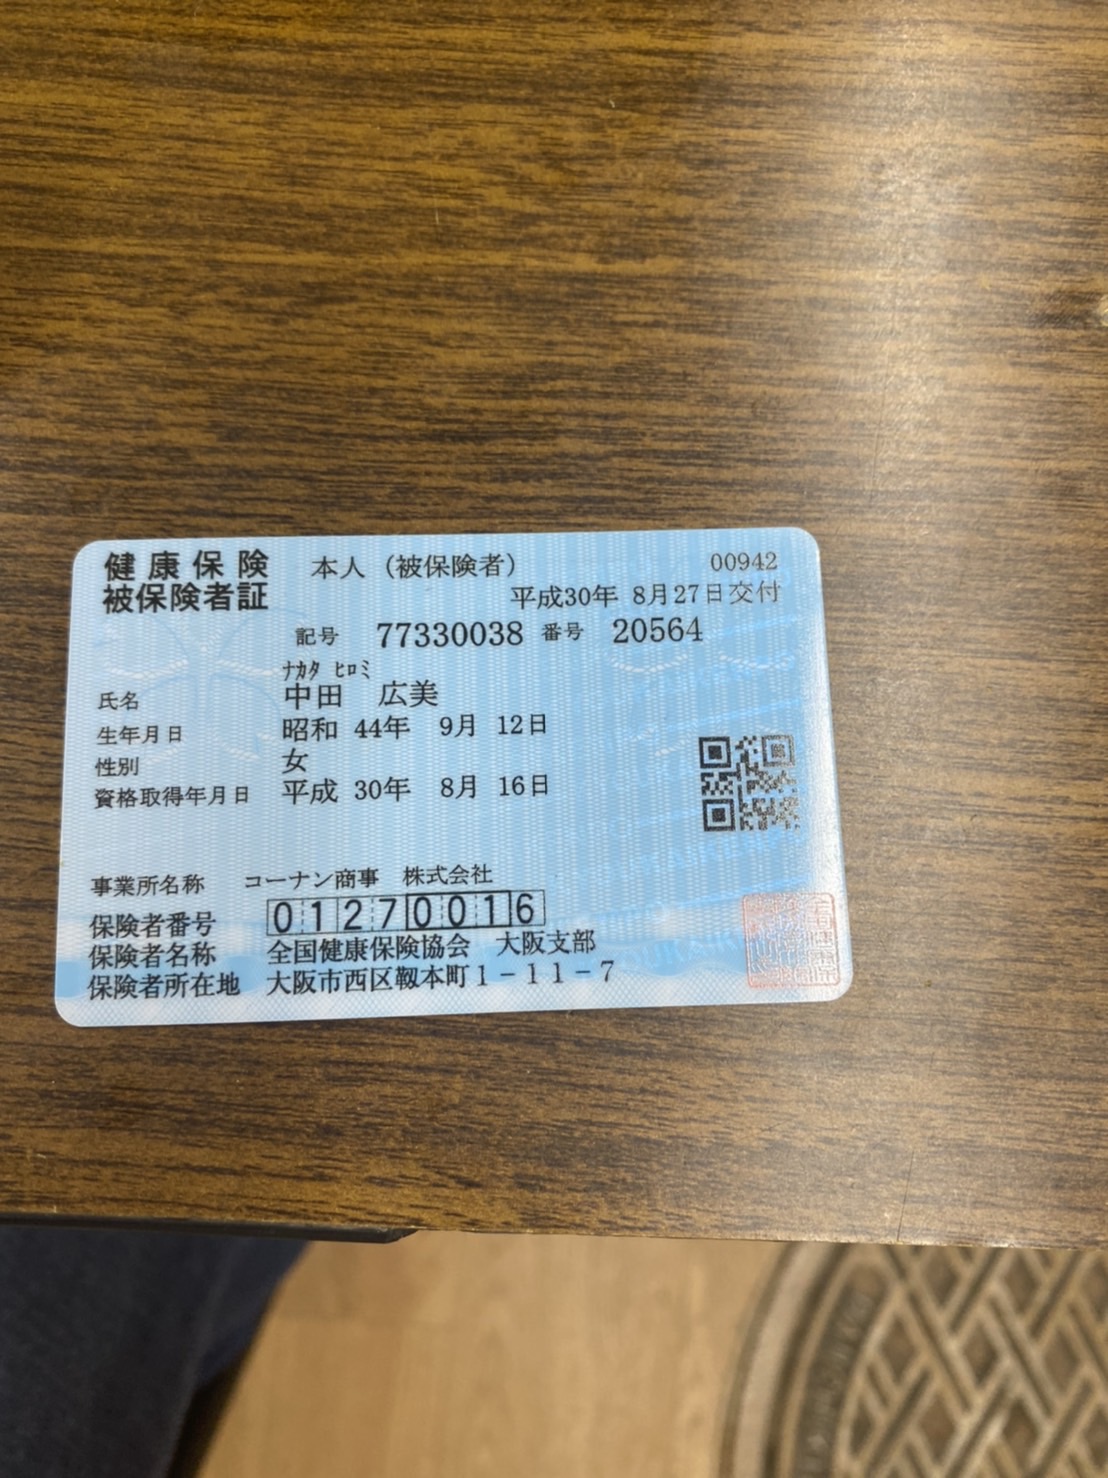 健康保険
被保険者証
本人（被保険者）
00942
平成30年 8月27日交付
記号 77330038 番号 20564
ﾅｶﾀ ﾋﾛﾐ
氏名 中田 広美
生年月日 昭和 44年 9月 12日
性別 女
資格取得年月日 平成 30年 8月 16日
事業所名称 コーナン商事 株式会社
保険者番号 01270016
保険者名称 全国健康保険協会 大阪支部
保険者所在地 大阪市西区靱本町１－１１－７